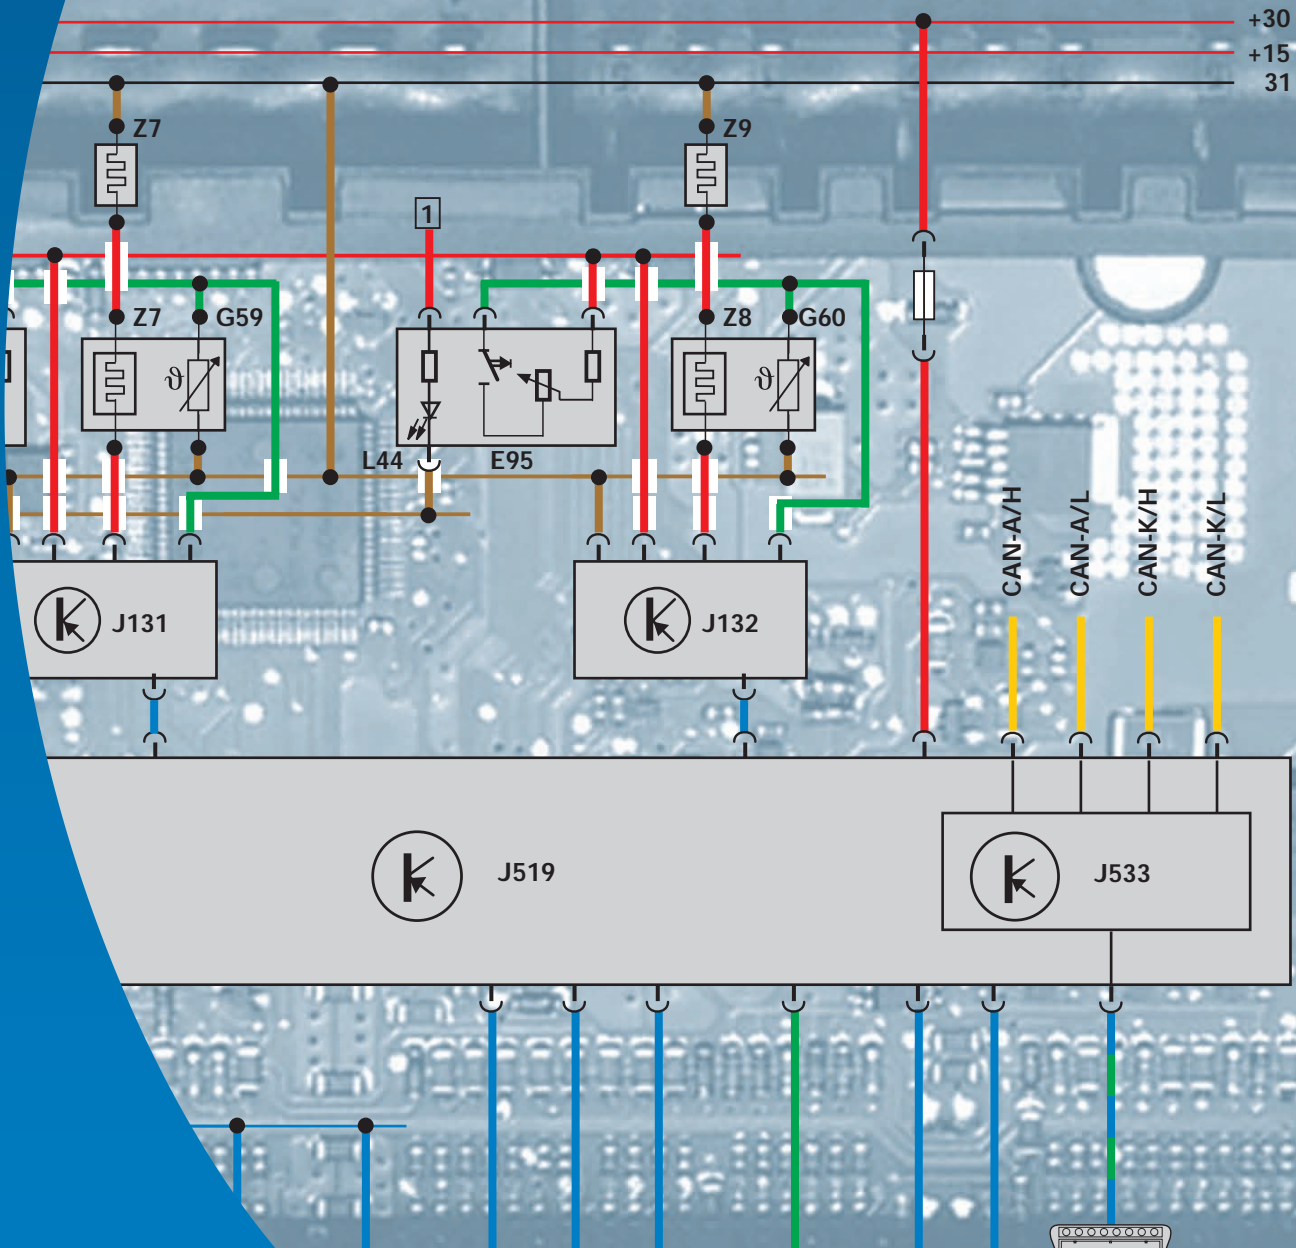 +30
+15
31
Z7
Z9
1
Z7
G59
Z8
G60
ϑ
ϑ
L44
E95
CAN-A/H
CAN-A/L
CAN-K/H
CAN-K/L
J131
J132
J519
J533